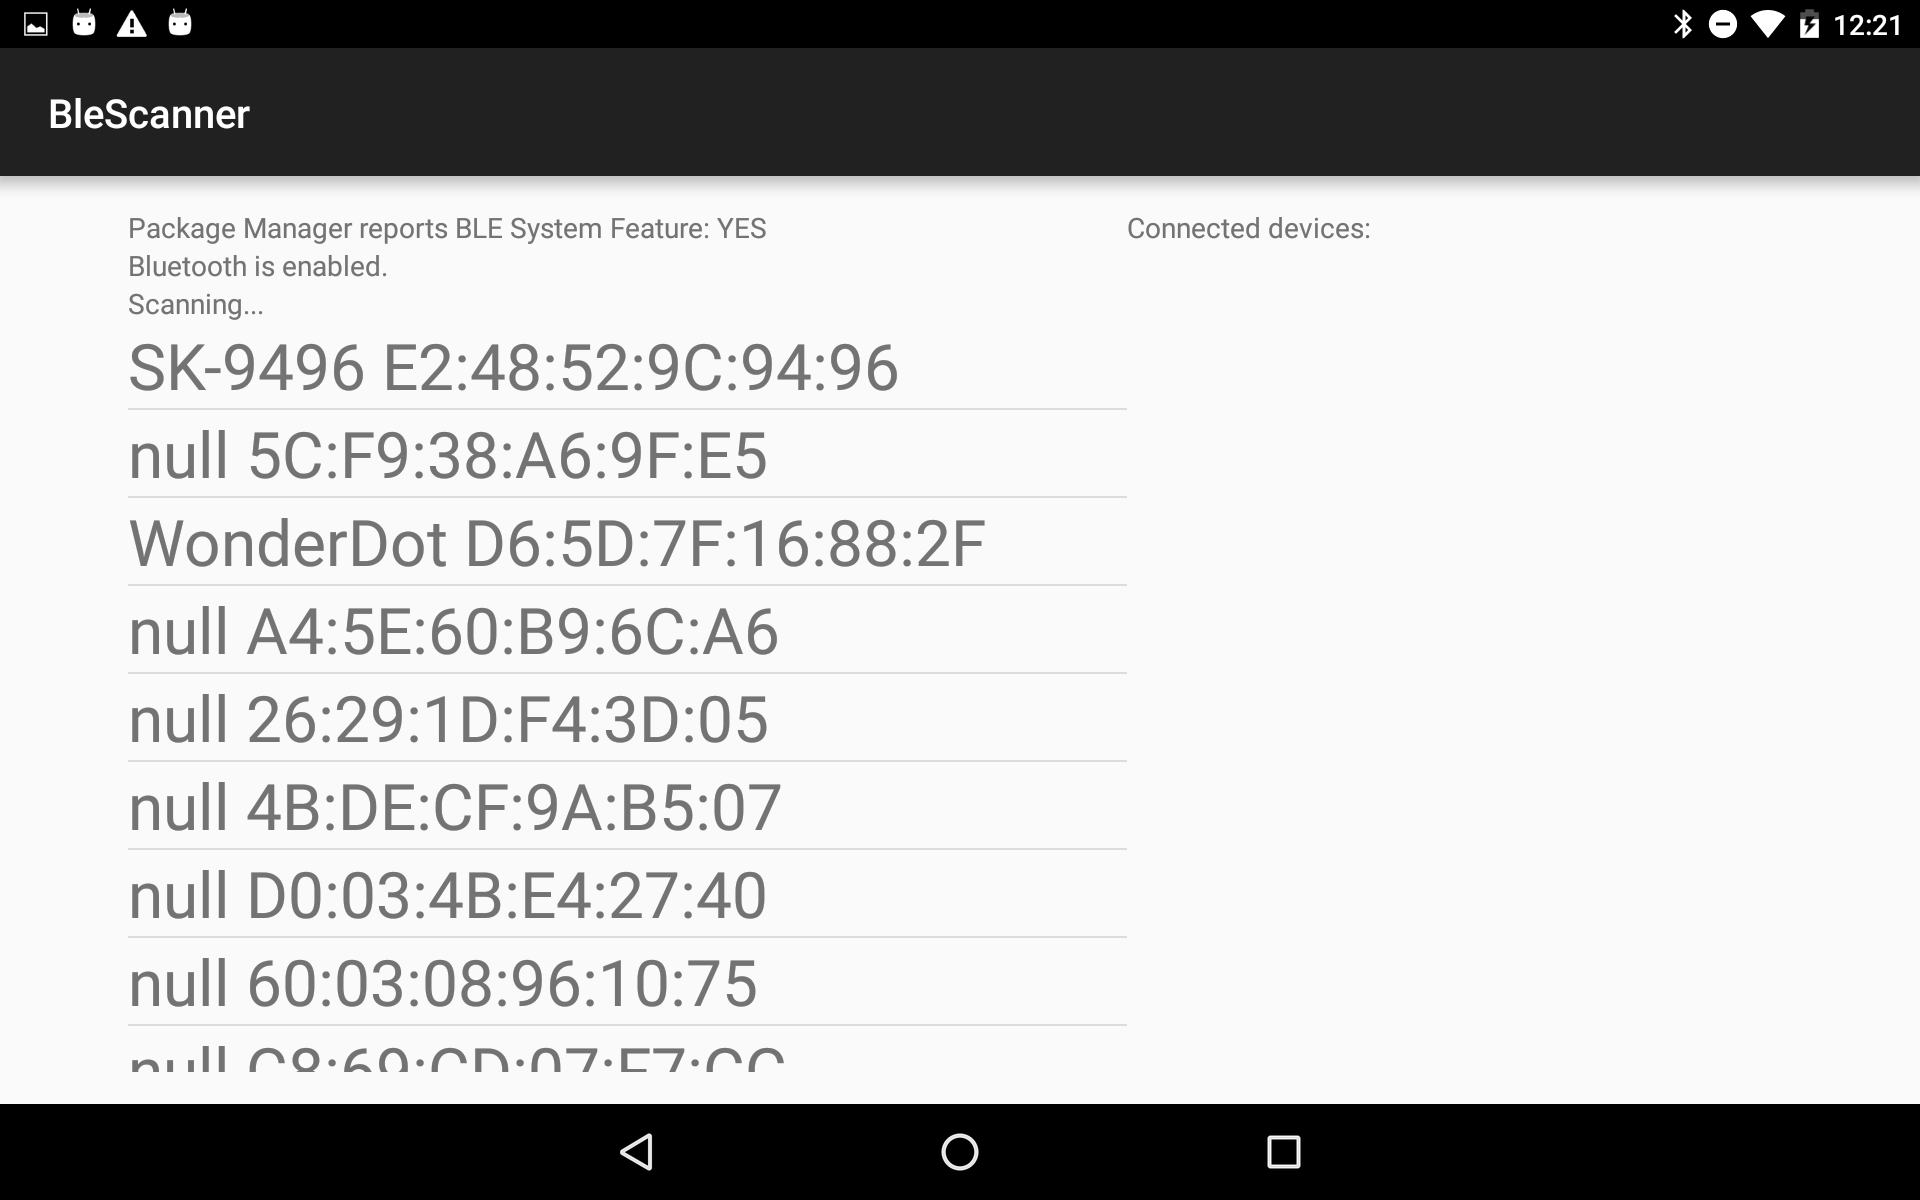 12:21
BleScanner
Package Manager reports BLE System Feature: YES
Bluetooth is enabled.
Scanning...
SK-9496 E2:48:52:9C:94:96
null 5C:F9:38:A6:9F:E5
WonderDot D6:5D:7F:16:88:2F
null A4:5E:60:B9:6C:A6
null 26:29:1D:F4:3D:05
null 4B:DE:CF:9A:B5:07
null D0:03:4B:E4:27:40
null 60:03:08:96:10:75
null
Connected devices: